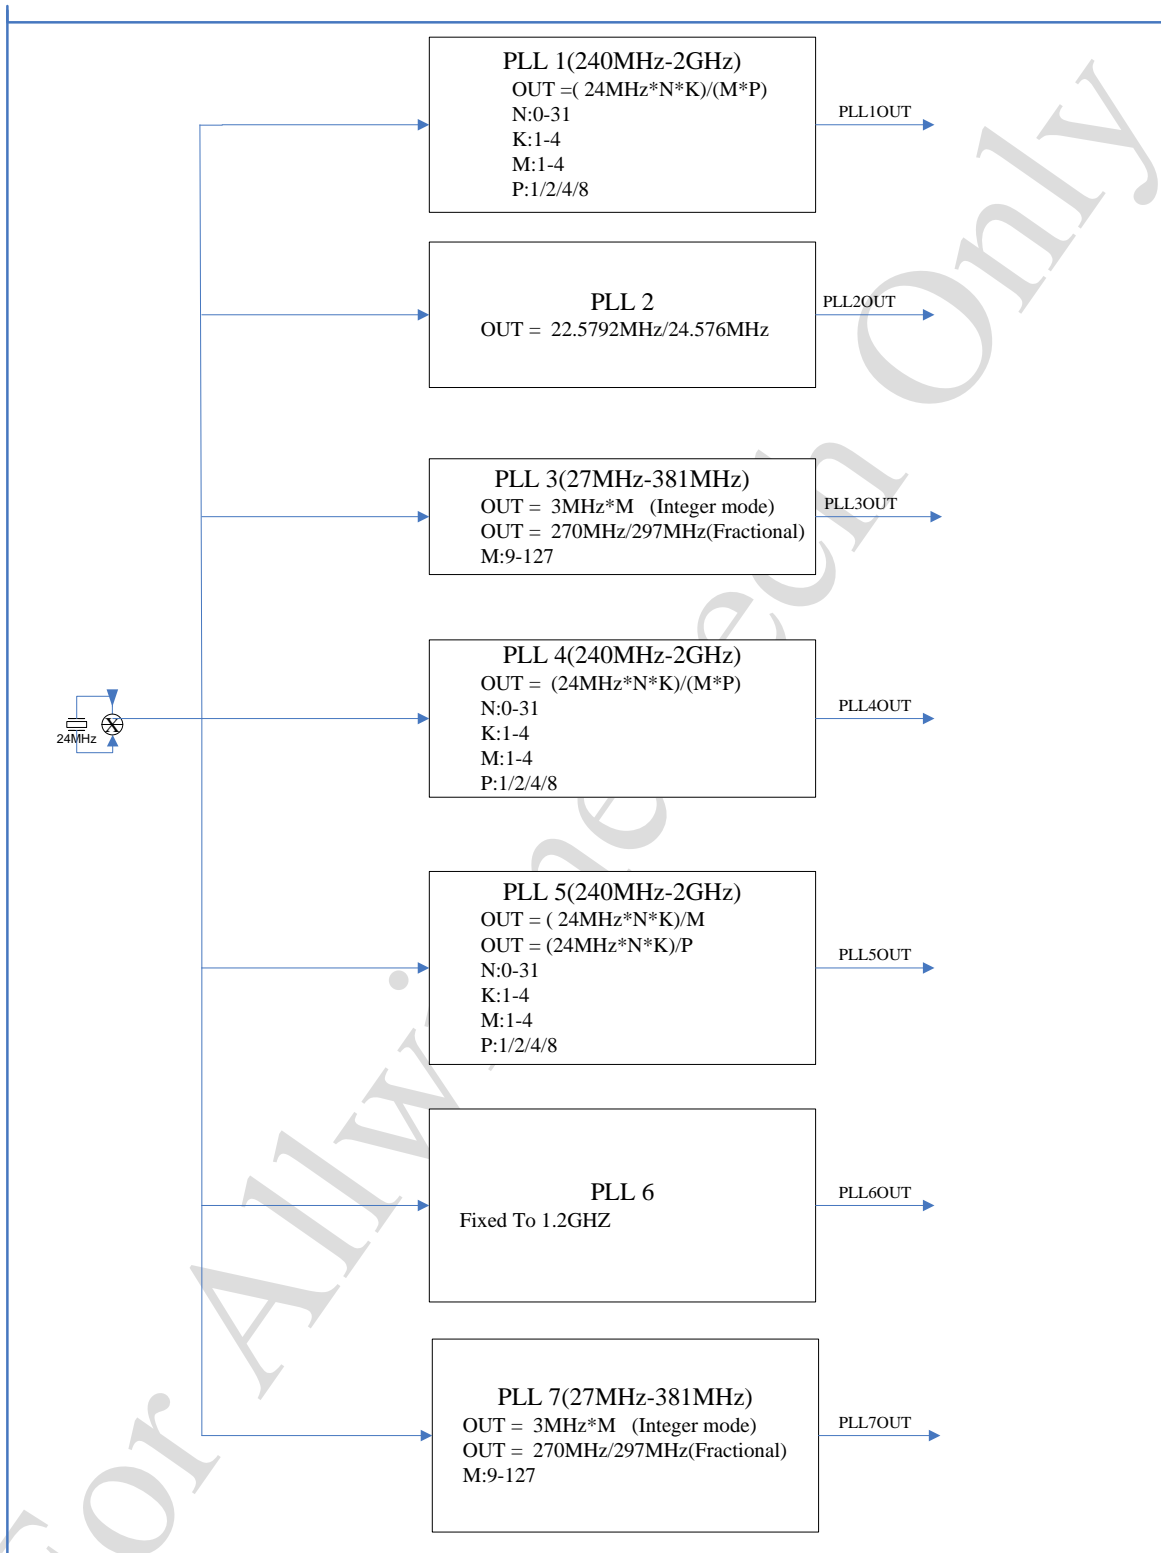 PLL 1(240MHz-2GHz)
OUT =( 24MHz*N*K)/(M*P)
N:0-31
K:1-4
M:1-4
P:1/2/4/8
PLL1OUT
PLL 2
OUT = 22.5792MHz/24.576MHz
PLL2OUT
PLL 3(27MHz-381MHz)
OUT = 3MHz*M (Integer mode)
OUT = 270MHz/297MHz(Fractional)
M:9-127
PLL3OUT
24MHz
X
PLL 4(240MHz-2GHz)
OUT = (24MHz*N*K)/(M*P)
N:0-31
K:1-4
M:1-4
P:1/2/4/8
PLL4OUT
PLL 5(240MHz-2GHz)
OUT = ( 24MHz*N*K)/M
OUT = (24MHz*N*K)/P
N:0-31
K:1-4
M:1-4
P:1/2/4/8
PLL5OUT
PLL 6
Fixed To 1.2GHZ
PLL6OUT
PLL 7(27MHz-381MHz)
OUT = 3MHz*M (Integer mode)
OUT = 270MHz/297MHz(Fractional)
M:9-127
PLL7OUT
For Only